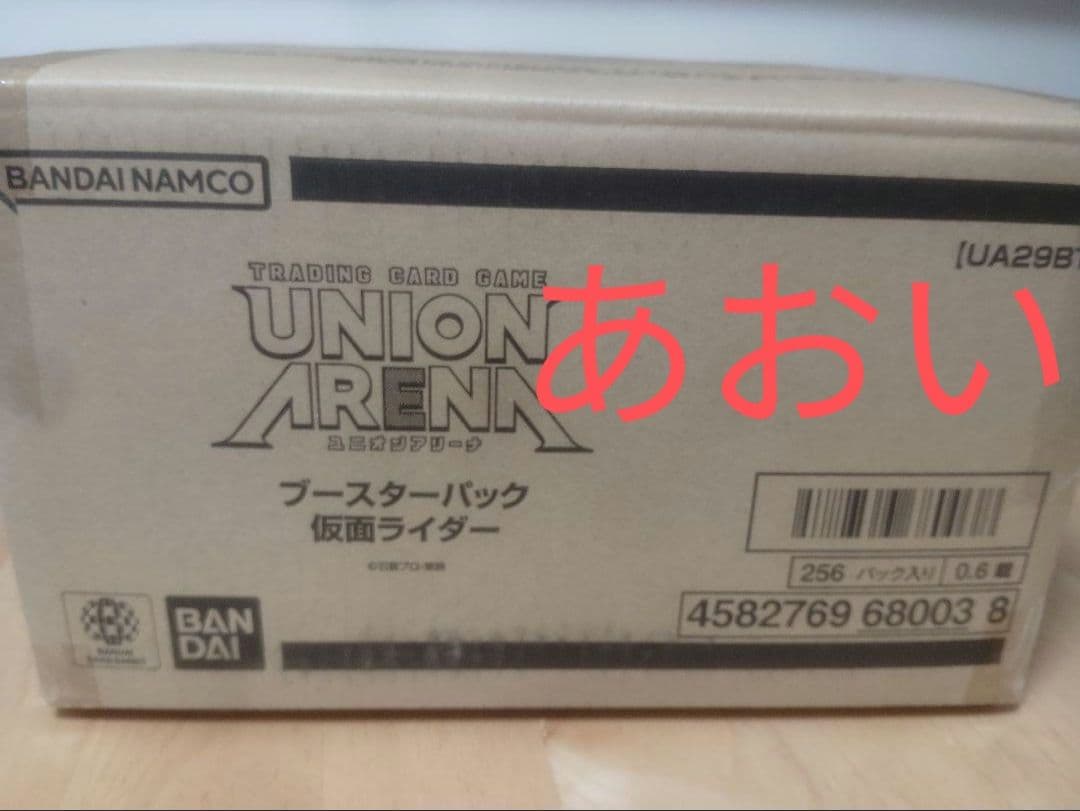 BANDAI NAMCO
【UA29BT
TRADING CARD GAME
UNION
ARENA
ユニオンアリーナ
あおい
ブースターパック
仮面ライダー
256 パック入り 0.6 才
4582769 68003 8
BAN
DAI